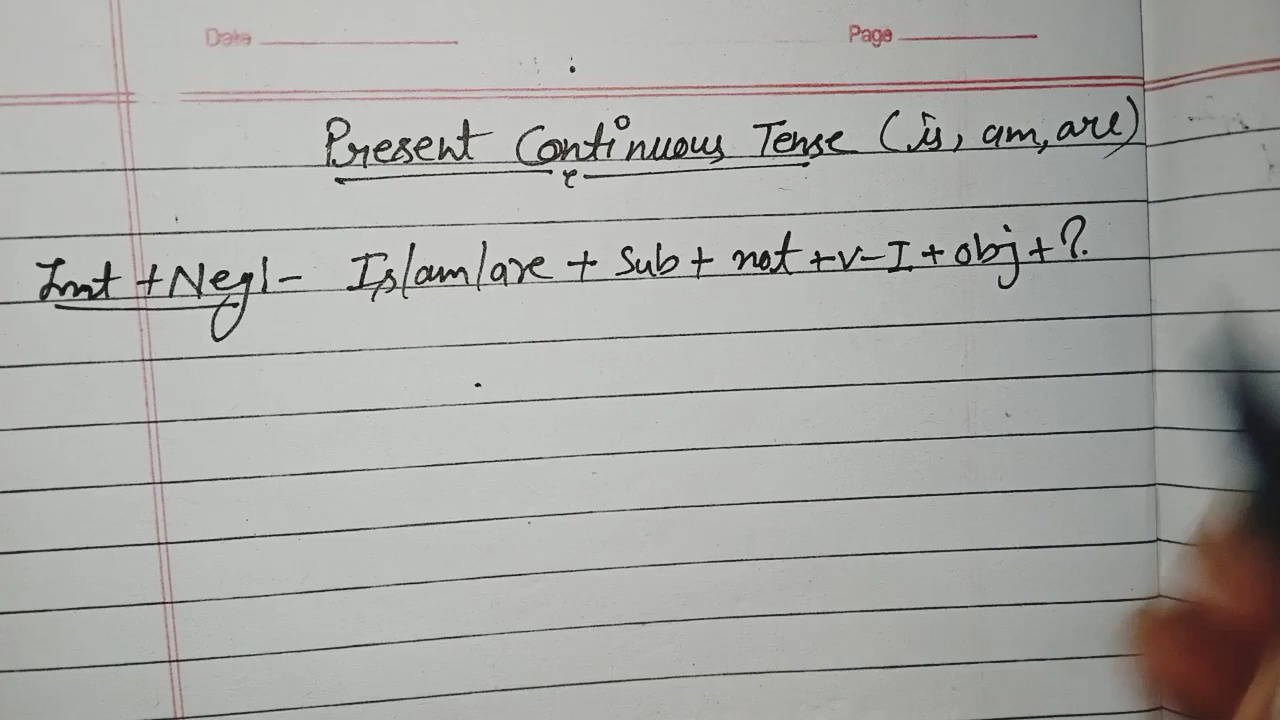 Date Page
Present Continuous Tense (is, am, are)
Int + Neg - Is/am/are + Sub + not + v-I + obj + ?